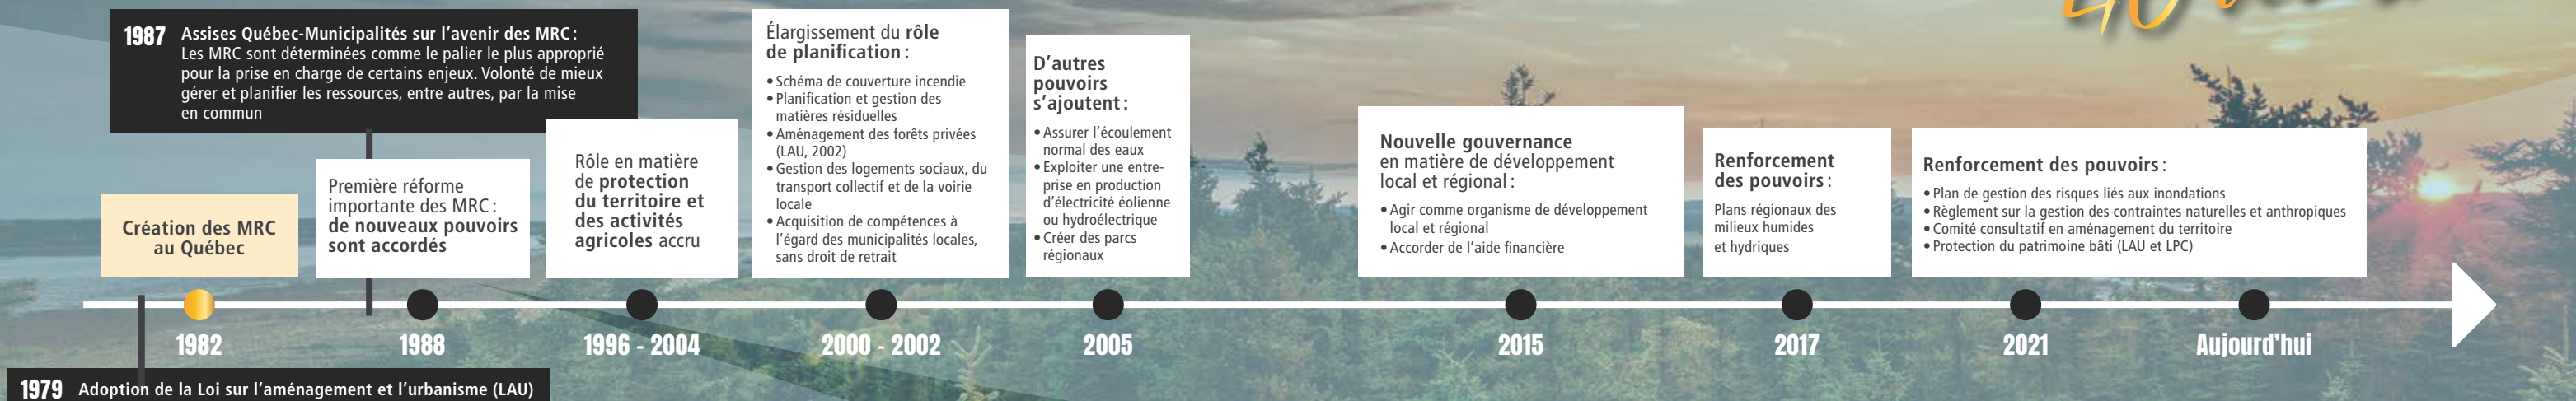 1987 Assises Québec-Municipalités sur l’avenir des MRC :
Les MRC sont déterminées comme le palier le plus approprié
pour la prise en charge de certains enjeux. Volonté de mieux
gérer et planifier les ressources, entre autres, par la mise
en commun
Création des MRC
au Québec
Première réforme
importante des MRC :
de nouveaux pouvoirs
sont accordés
Rôle en matière
de protection
du territoire et
des activités
agricoles accru
Élargissement du rôle
de planification :
• Schéma de couverture incendie
• Planification et gestion des
matières résiduelles
• Aménagement des forêts privées
(LAU, 2002)
• Gestion des logements sociaux, du
transport collectif et de la voirie
locale
• Acquisition de compétences à
l’égard des municipalités locales,
sans droit de retrait
D’autres
pouvoirs
s’ajoutent :
• Assurer l’écoulement
normal des eaux
• Exploiter une entre-
prise en production
d’électricité éolienne
ou hydroélectrique
• Créer des parcs
régionaux
Nouvelle gouvernance
en matière de développement
local et régional :
• Agir comme organisme de développement
local et régional
• Accorder de l’aide financière
Renforcement
des pouvoirs :
Plans régionaux des
milieux humides
et hydriques
Renforcement des pouvoirs :
• Plan de gestion des risques liés aux inondations
• Règlement sur la gestion des contraintes naturelles et anthropiques
• Comité consultatif en aménagement du territoire
• Protection du patrimoine bâti (LAU et LPC)
1982
1988
1996 - 2004
2000 - 2002
2005
2015
2017
2021
Aujourd’hui
1979 Adoption de la Loi sur l’aménagement et l’urbanisme (LAU)